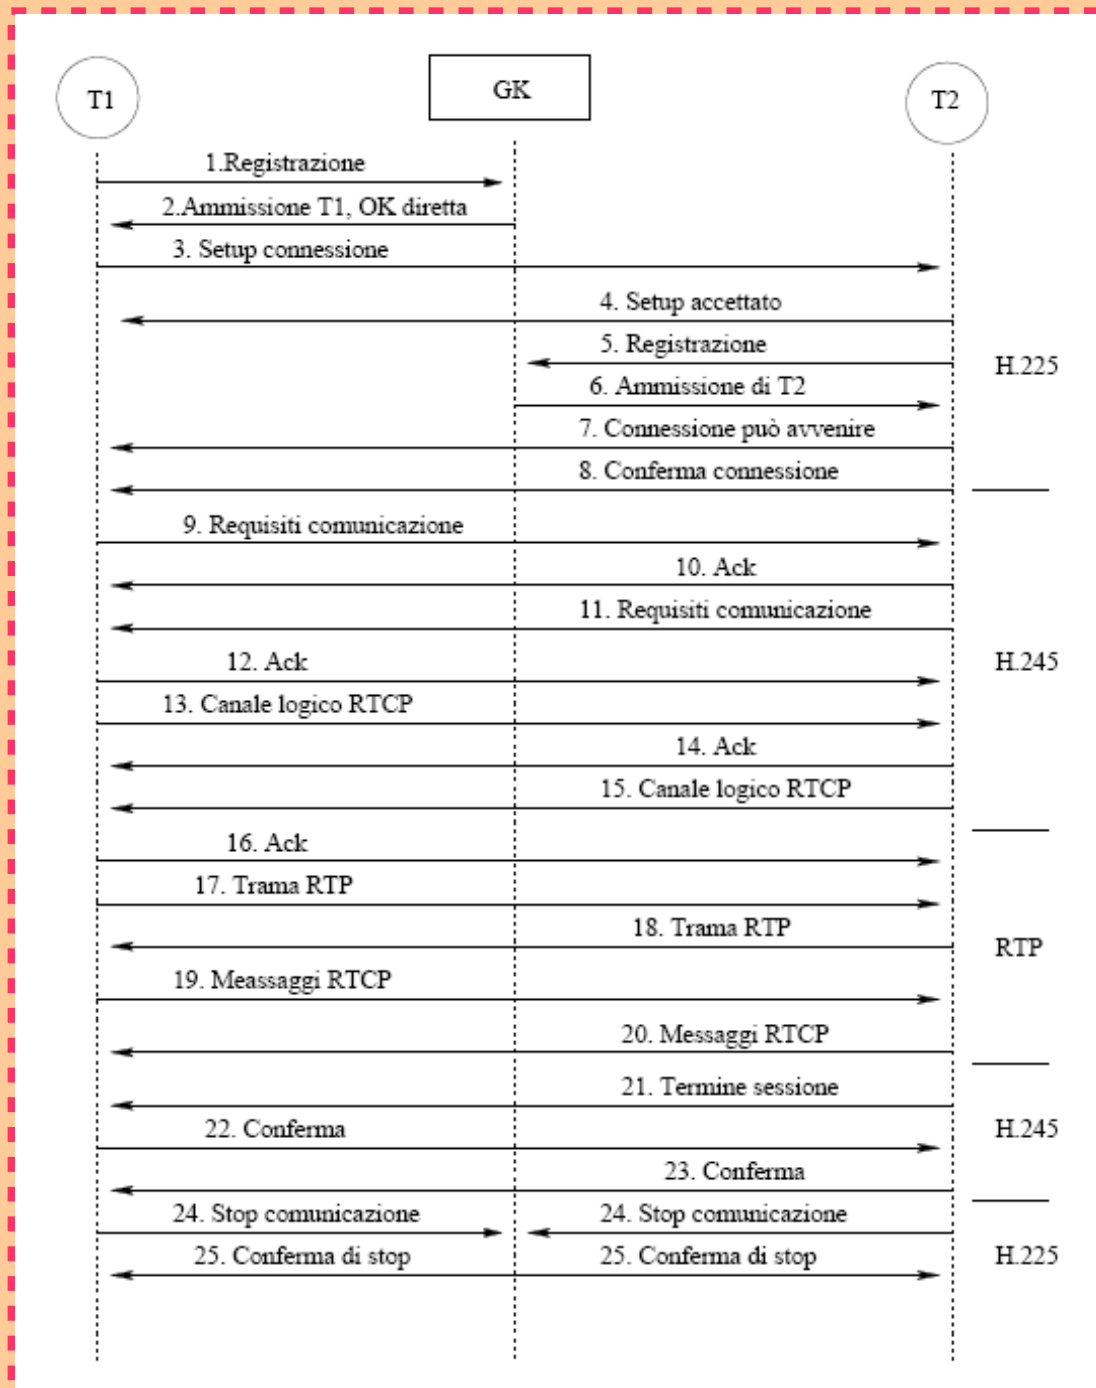 T1
GK
T2
1.Registrazione
2.Ammissione T1, OK diretta
3. Setup connessione
4. Setup accettato
5. Registrazione
H.225
6. Ammissione di T2
7. Connessione può avvenire
8. Conferma connessione
9. Requisiti comunicazione
10. Ack
11. Requisiti comunicazione
12. Ack
H.245
13. Canale logico RTCP
14. Ack
15. Canale logico RTCP
16. Ack
17. Trama RTP
18. Trama RTP
RTP
19. Meassaggi RTCP
20. Messaggi RTCP
21. Termine sessione
22. Conferma
H.245
23. Conferma
24. Stop comunicazione
24. Stop comunicazione
25. Conferma di stop
25. Conferma di stop
H.225